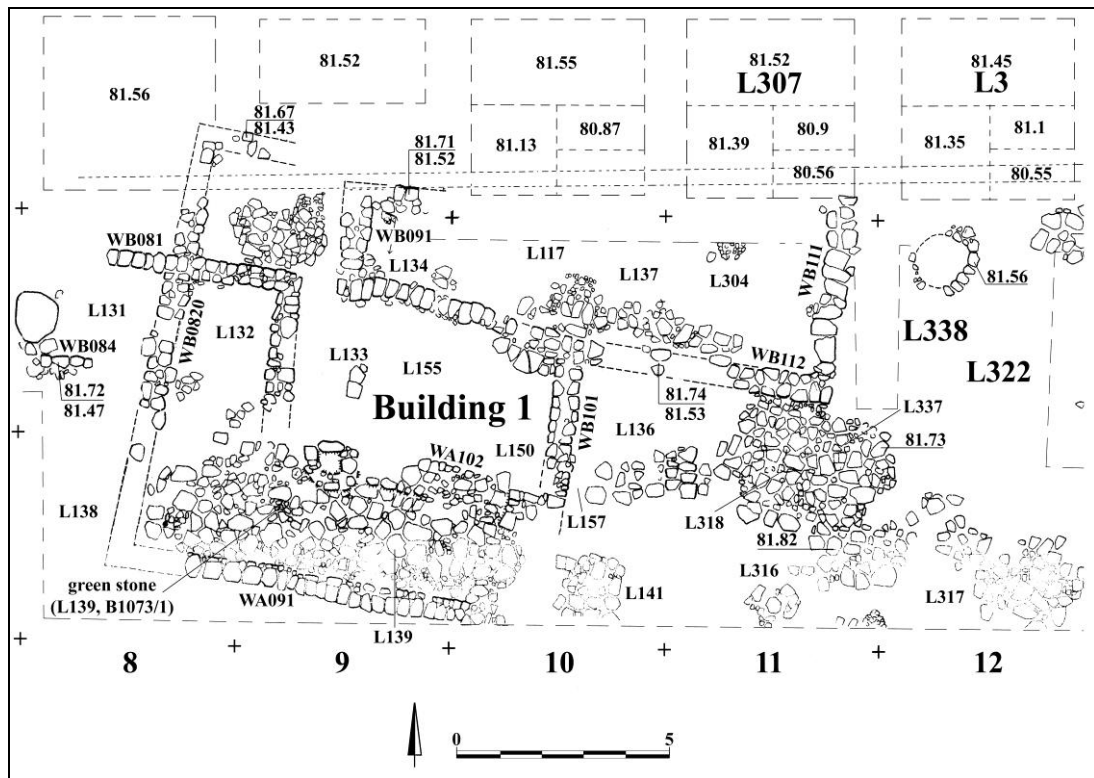 81.56
81.52
81.55
81.52
L307
81.45
L3
81.67
81.43
81.71
81.52
81.13
80.87
81.39
80.9
80.56
81.35
81.1
80.55
WB081
WB091
L134
L117
L137
L304
WB111
81.56
L131
WB0820
L132
WB084
81.72
81.47
L133
L155
Building 1
WB101
81.74
81.53
WB112
L338
L322
L337
81.73
L136
L150
WA102
L138
L157
L318
81.82
green stone
(L139, B1073/1)
WA091
L139
L141
L316
L317
8
9
10
11
12
0
5